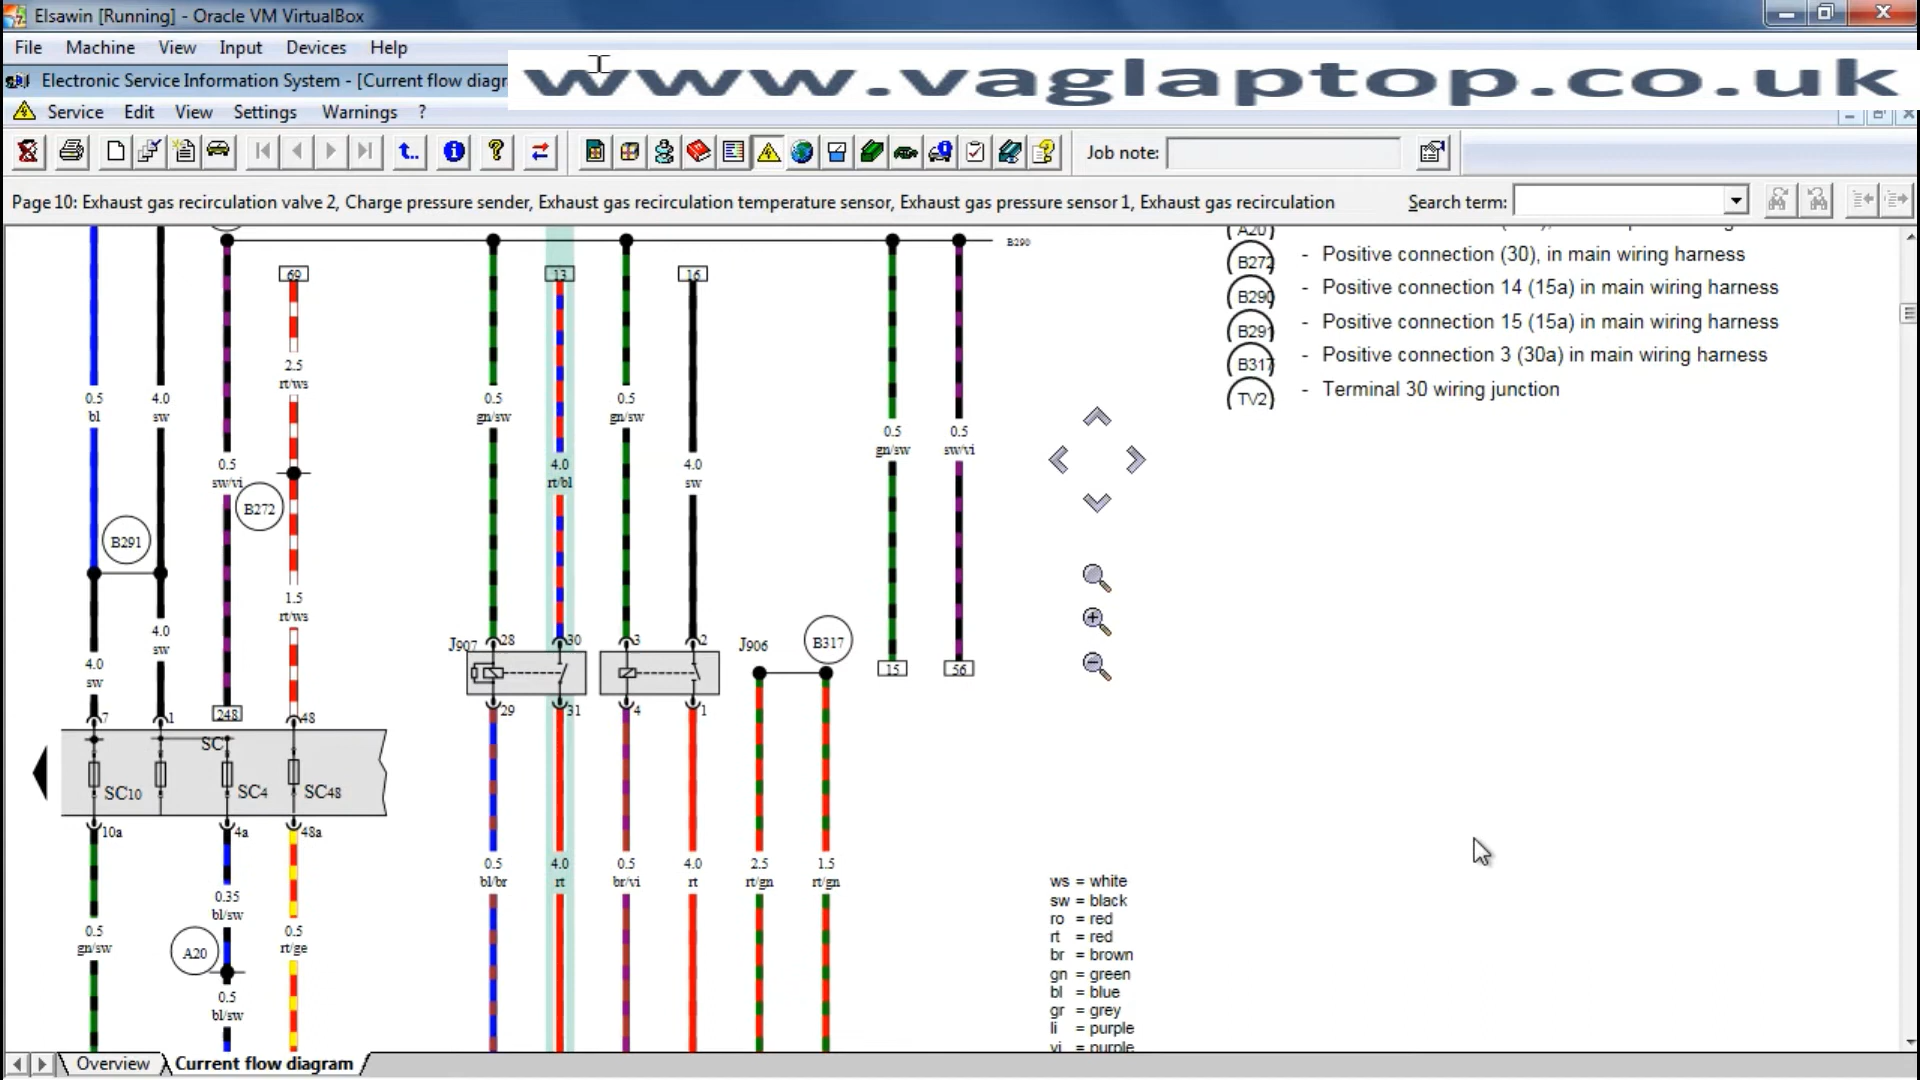 Elsawin [Running] - Oracle VM VirtualBox
File Machine View Input Devices Help
Electronic Service Information System - [Current flow diagr
www.vaglaptop.co.uk
Service Edit View Settings Warnings ?
Job note:
Page 10: Exhaust gas recirculation valve 2, Charge pressure sender, Exhaust gas recirculation temperature sensor, Exhaust gas pressure sensor 1, Exhaust gas recirculation
Search term:
B290
A20
B272 - Positive connection (30), in main wiring harness
B290 - Positive connection 14 (15a) in main wiring harness
B291 - Positive connection 15 (15a) in main wiring harness
B317 - Positive connection 3 (30a) in main wiring harness
TV2 - Terminal 30 wiring junction
69 13 16
2.5
rt/ws
0.5 4.0 0.5 0.5
bl sw gn/sw gn/sw
0.5 0.5
gn/sw sw/vi
0.5 4.0 4.0
sw/vi rt/bl sw
B272
B291
1.5
rt/ws
4.0
sw
J907 28 30 3 2 J906 B317
4.0
sw
15 56
7 1 248 48 29 31 4 1
SC
SC10 SC4 SC48
10a 4a 48a
0.5 4.0 0.5 4.0 2.5 1.5
bl/br rt br/vi rt rt/gn rt/gn
0.35
bl/sw
0.5 0.5
gn/sw rt/ge
A20
0.5
bl/sw
ws = white
sw = black
ro = red
rt = red
br = brown
gn = green
bl = blue
gr = grey
li = purple
vi = purple
Overview Current flow diagram